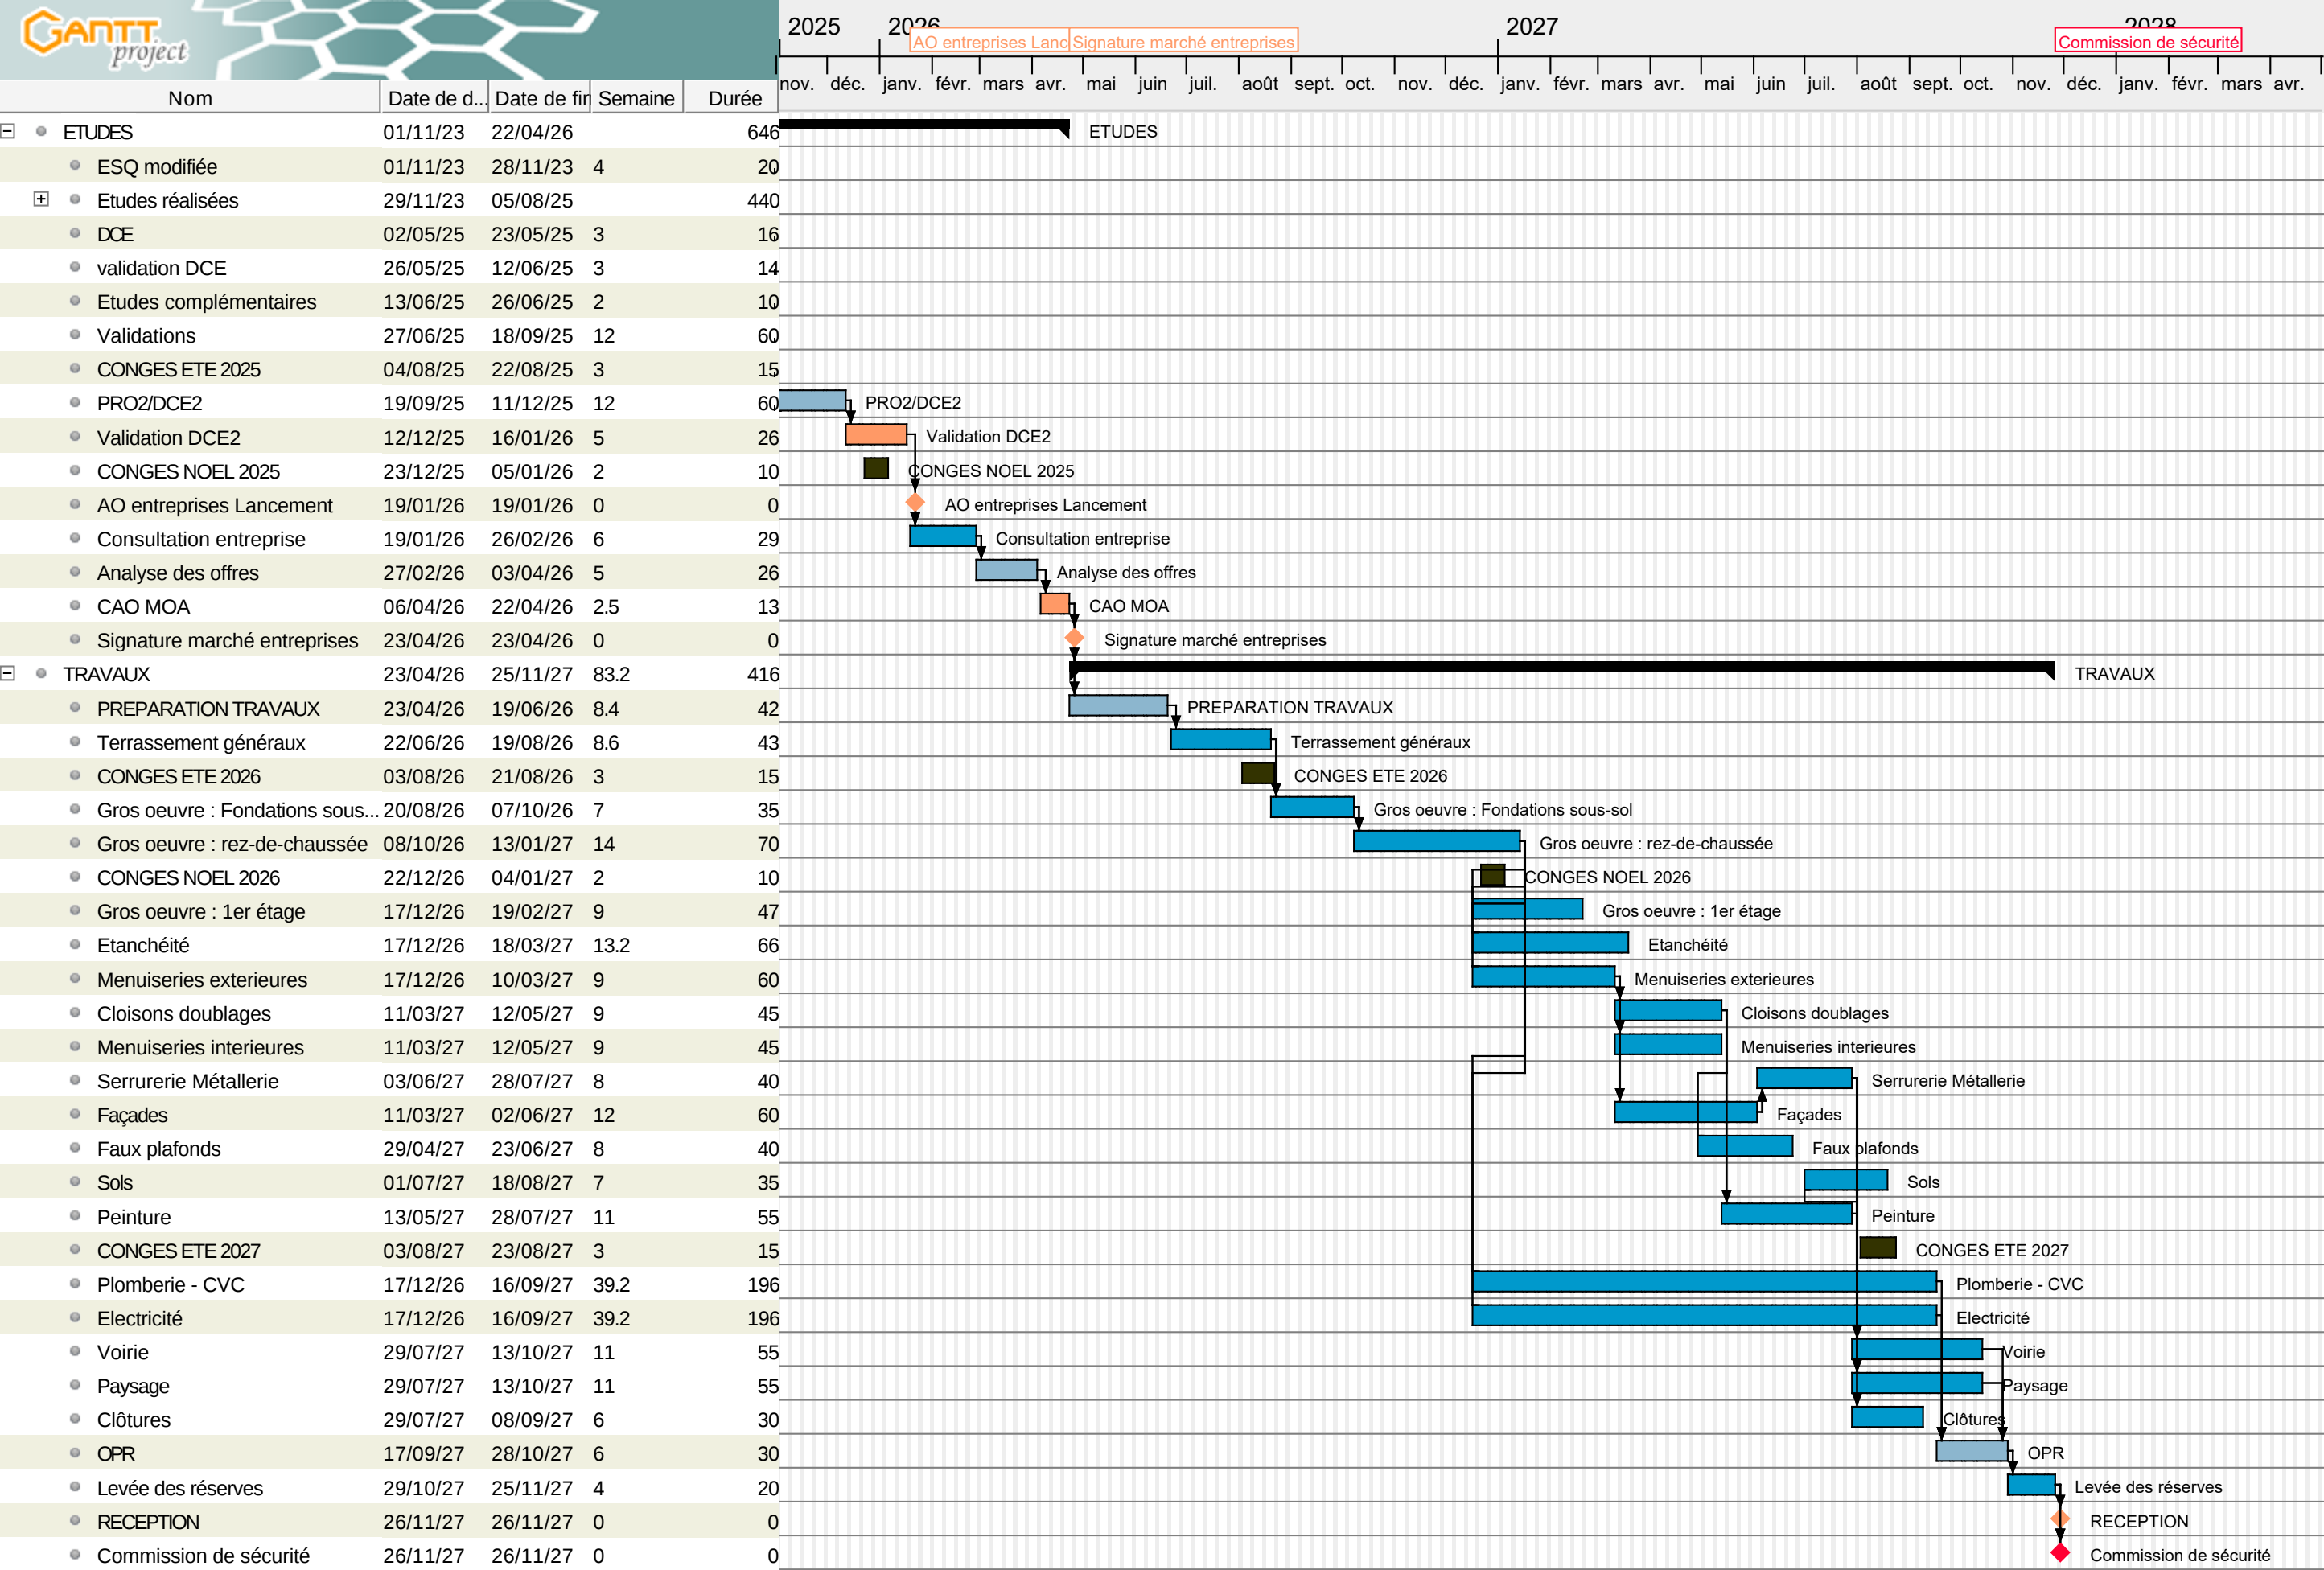 GANTT project
2025 2026 2027 2028
AO entreprises Lanc Signature marché entreprises Commission de sécurité
nov. déc. janv. févr. mars avr. mai juin juil. août sept. oct. nov. déc. janv. févr. mars avr. mai juin juil. août sept. oct. nov. déc. janv. févr. mars avr.
Nom Date de d... Date de fin Semaine Durée
ETUDES 01/11/23 22/04/26 646 ETUDES
ESQ modifiée 01/11/23 28/11/23 4 20
Etudes réalisées 29/11/23 05/08/25 440
DCE 02/05/25 23/05/25 3 16
validation DCE 26/05/25 12/06/25 3 14
Etudes complémentaires 13/06/25 26/06/25 2 10
Validations 27/06/25 18/09/25 12 60
CONGES ETE 2025 04/08/25 22/08/25 3 15
PRO2/DCE2 19/09/25 11/12/25 12 60 PRO2/DCE2
Validation DCE2 12/12/25 16/01/26 5 26 Validation DCE2
CONGES NOEL 2025 23/12/25 05/01/26 2 10 CONGES NOEL 2025
AO entreprises Lancement 19/01/26 19/01/26 0 0 AO entreprises Lancement
Consultation entreprise 19/01/26 26/02/26 6 29 Consultation entreprise
Analyse des offres 27/02/26 03/04/26 5 26 Analyse des offres
CAO MOA 06/04/26 22/04/26 2.5 13 CAO MOA
Signature marché entreprises 23/04/26 23/04/26 0 0 Signature marché entreprises
TRAVAUX 23/04/26 25/11/27 83.2 416 TRAVAUX
PREPARATION TRAVAUX 23/04/26 19/06/26 8.4 42 PREPARATION TRAVAUX
Terrassement généraux 22/06/26 19/08/26 8.6 43 Terrassement généraux
CONGES ETE 2026 03/08/26 21/08/26 3 15 CONGES ETE 2026
Gros oeuvre : Fondations sous... 20/08/26 07/10/26 7 35 Gros oeuvre : Fondations sous-sol
Gros oeuvre : rez-de-chaussée 08/10/26 13/01/27 14 70 Gros oeuvre : rez-de-chaussée
CONGES NOEL 2026 22/12/26 04/01/27 2 10 CONGES NOEL 2026
Gros oeuvre : 1er étage 17/12/26 19/02/27 9 47 Gros oeuvre : 1er étage
Etanchéité 17/12/26 18/03/27 13.2 66 Etanchéité
Menuiseries exterieures 17/12/26 10/03/27 9 60 Menuiseries exterieures
Cloisons doublages 11/03/27 12/05/27 9 45 Cloisons doublages
Menuiseries interieures 11/03/27 12/05/27 9 45 Menuiseries interieures
Serrurerie Métallerie 03/06/27 28/07/27 8 40 Serrurerie Métallerie
Façades 11/03/27 02/06/27 12 60 Façades
Faux plafonds 29/04/27 23/06/27 8 40 Faux plafonds
Sols 01/07/27 18/08/27 7 35 Sols
Peinture 13/05/27 28/07/27 11 55 Peinture
CONGES ETE 2027 03/08/27 23/08/27 3 15 CONGES ETE 2027
Plomberie - CVC 17/12/26 16/09/27 39.2 196 Plomberie - CVC
Electricité 17/12/26 16/09/27 39.2 196 Electricité
Voirie 29/07/27 13/10/27 11 55 Voirie
Paysage 29/07/27 13/10/27 11 55 Paysage
Clôtures 29/07/27 08/09/27 6 30 Clôtures
OPR 17/09/27 28/10/27 6 30 OPR
Levée des réserves 29/10/27 25/11/27 4 20 Levée des réserves
RECEPTION 26/11/27 26/11/27 0 0 RECEPTION
Commission de sécurité 26/11/27 26/11/27 0 0 Commission de sécurité